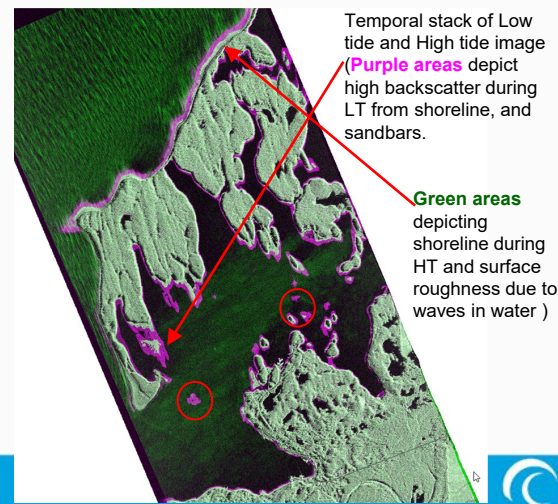 Temporal stack of Low
tide and High tide image
(Purple areas depict
high backscatter during
LT from shoreline, and
sandbars.
Green areas
depicting
shoreline during
HT and surface
roughness due to
waves in water )